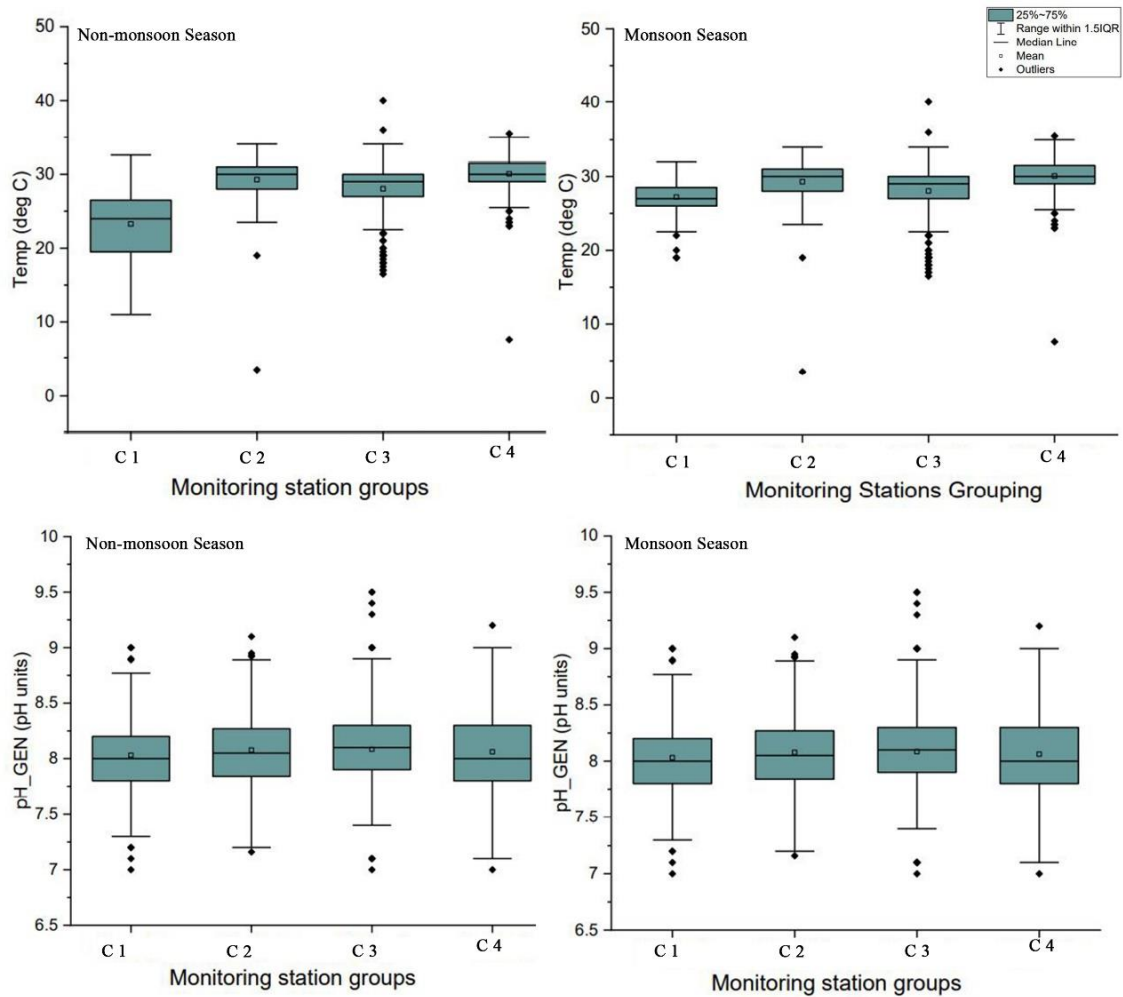 Non-monsoon Season
50
40
30
20
10
0
Temp (deg C)
C 1
C 2
C 3
C 4
Monitoring station groups
Monsoon Season
25%~75%
Range within 1.5IQR
Median Line
Mean
Outliers
50
40
30
20
10
0
Temp (deg C)
C 1
C 2
C 3
C 4
Monitoring Stations Grouping
Non-monsoon Season
10
9.5
9
8.5
8
7.5
7
6.5
pH_GEN (pH units)
C 1
C 2
C 3
C 4
Monitoring station groups
Monsoon Season
10
9.5
9
8.5
8
7.5
7
6.5
pH_GEN (pH units)
C 1
C 2
C 3
C 4
Monitoring station groups